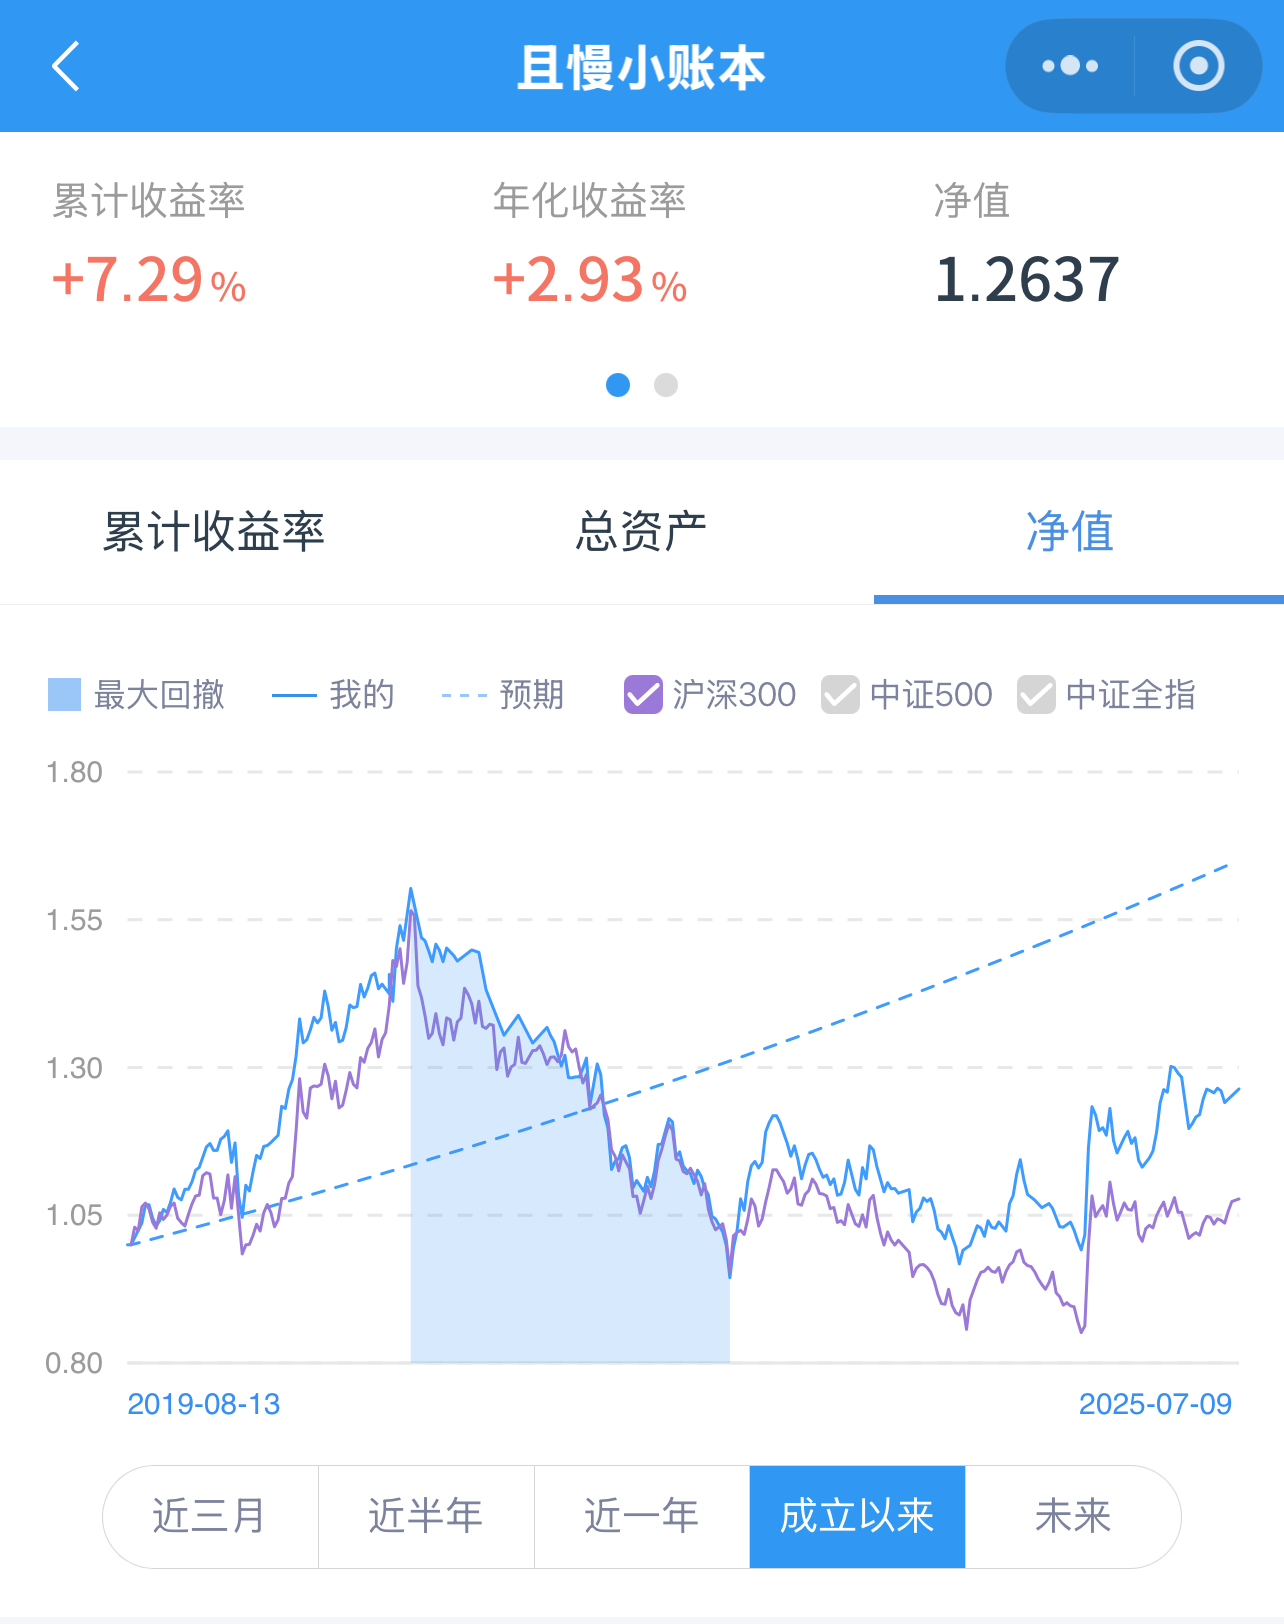 且慢小账本
累计收益率 年化收益率 净值
+7.29% +2.93% 1.2637
累计收益率 总资产 净值
最大回撤 我的 预期 沪深300 中证500 中证全指
1.80
1.55
1.30
1.05
0.80
2019-08-13 2025-07-09
近三月 近半年 近一年 成立以来 未来